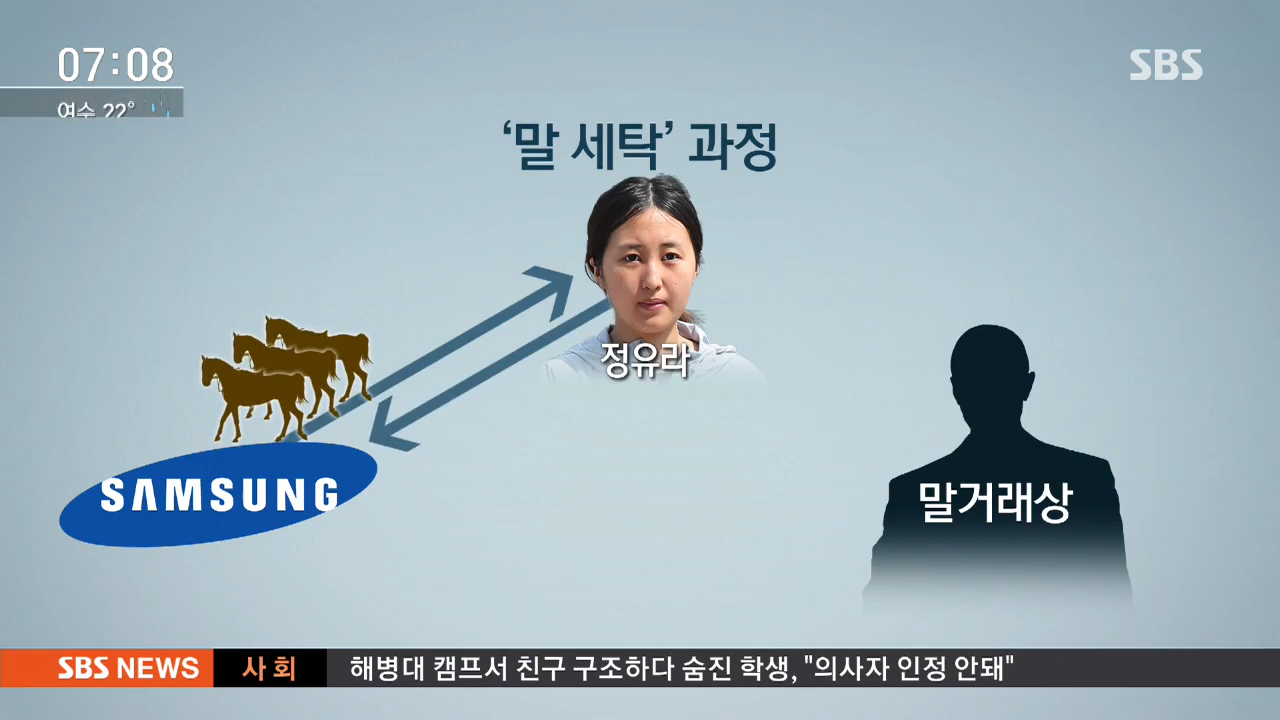 07:08
SBS
여수 22°
‘말 세탁’ 과정
정유라
SAMSUNG
말거래상
SBS NEWS
사회
해병대 캠프서 친구 구조하다 숨진 학생, "의사자 인정 안돼"